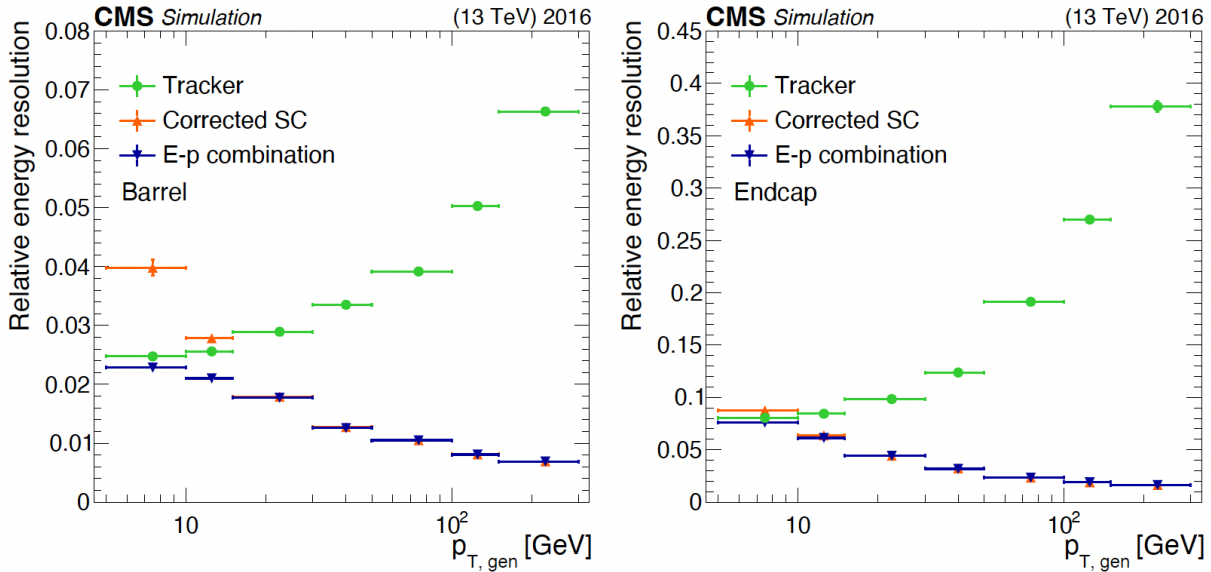 CMS Simulation (13 TeV) 2016
Relative energy resolution
0.08
0.07
0.06
0.05
0.04
0.03
0.02
0.01
0
Tracker
Corrected SC
E-p combination
Barrel
10 10²
p_T, gen [GeV]
CMS Simulation (13 TeV) 2016
Relative energy resolution
0.45
0.4
0.35
0.3
0.25
0.2
0.15
0.1
0.05
0
Tracker
Corrected SC
E-p combination
Endcap
10 10²
p_T, gen [GeV]